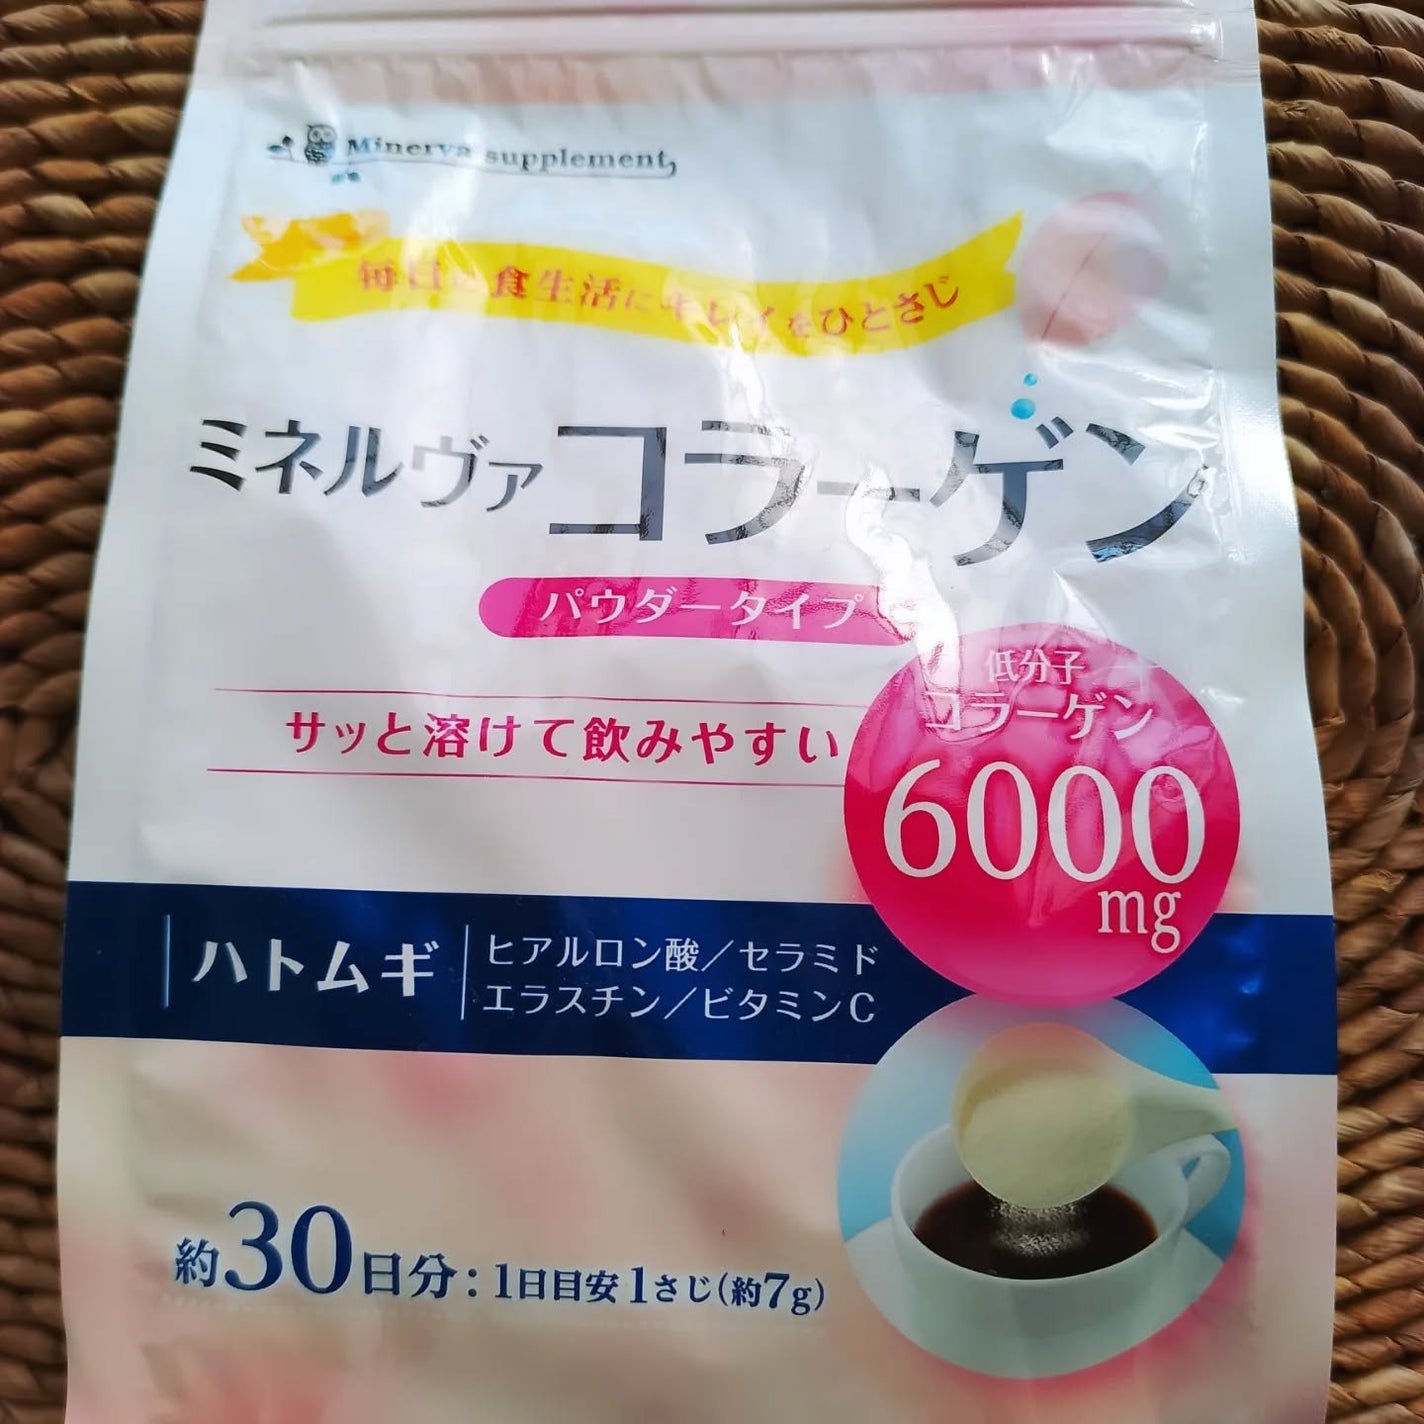 Minerva supplement
毎日の食生活にキレイをひとさじ
ミネルヴァ コラーゲン
パウダータイプ
サッと溶けて飲みやすい
低分子
コラーゲン
6000
mg
ハトムギ
ヒアルロン酸／セラミド
エラスチン／ビタミンC
約30日分：1日目安1さじ(約7g)